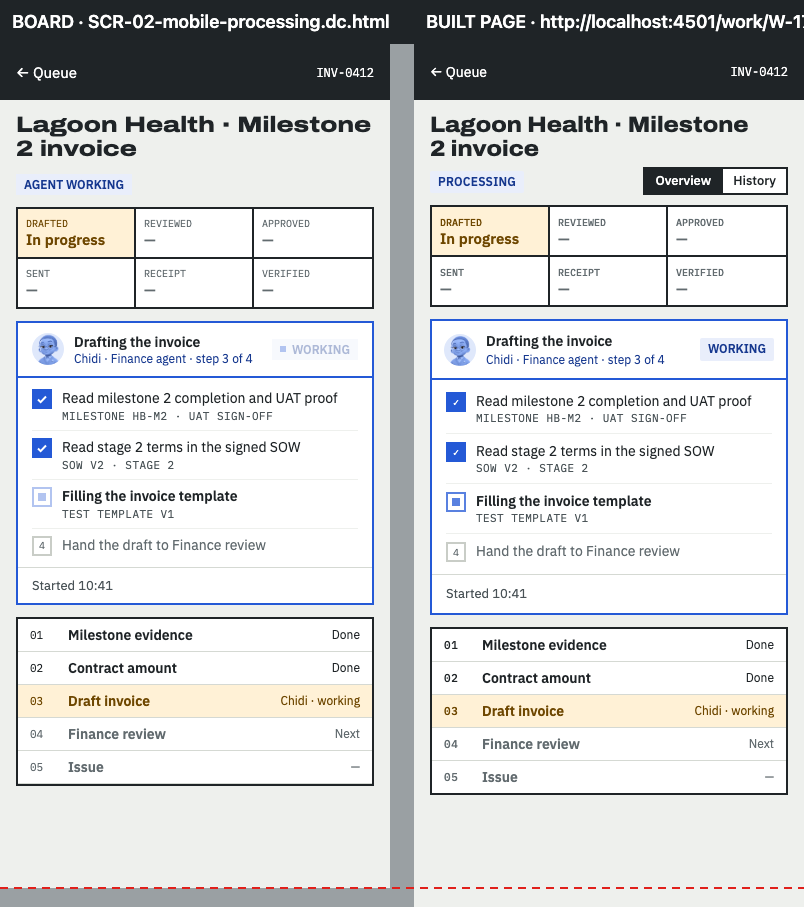 BOARD · SCR-02-mobile-processing.dc.html
← Queue
INV-0412
Lagoon Health · Milestone
2 invoice
AGENT WORKING
DRAFTED
In progress
REVIEWED
—
APPROVED
—
SENT
—
RECEIPT
—
VERIFIED
—
Drafting the invoice
Chidi · Finance agent · step 3 of 4
WORKING
Read milestone 2 completion and UAT proof
MILESTONE HB-M2 · UAT SIGN-OFF
Read stage 2 terms in the signed SOW
SOW V2 · STAGE 2
Filling the invoice template
TEST TEMPLATE V1
4 Hand the draft to Finance review
Started 10:41
01 Milestone evidence Done
02 Contract amount Done
03 Draft invoice Chidi · working
04 Finance review Next
05 Issue —
BUILT PAGE · http://localhost:4501/work/W-17
← Queue
INV-0412
Lagoon Health · Milestone
2 invoice
PROCESSING
Overview History
DRAFTED
In progress
REVIEWED
—
APPROVED
—
SENT
—
RECEIPT
—
VERIFIED
—
Drafting the invoice
Chidi · Finance agent · step 3 of 4
WORKING
Read milestone 2 completion and UAT proof
MILESTONE HB-M2 · UAT SIGN-OFF
Read stage 2 terms in the signed SOW
SOW V2 · STAGE 2
Filling the invoice template
TEST TEMPLATE V1
4 Hand the draft to Finance review
Started 10:41
01 Milestone evidence Done
02 Contract amount Done
03 Draft invoice Chidi · working
04 Finance review Next
05 Issue —